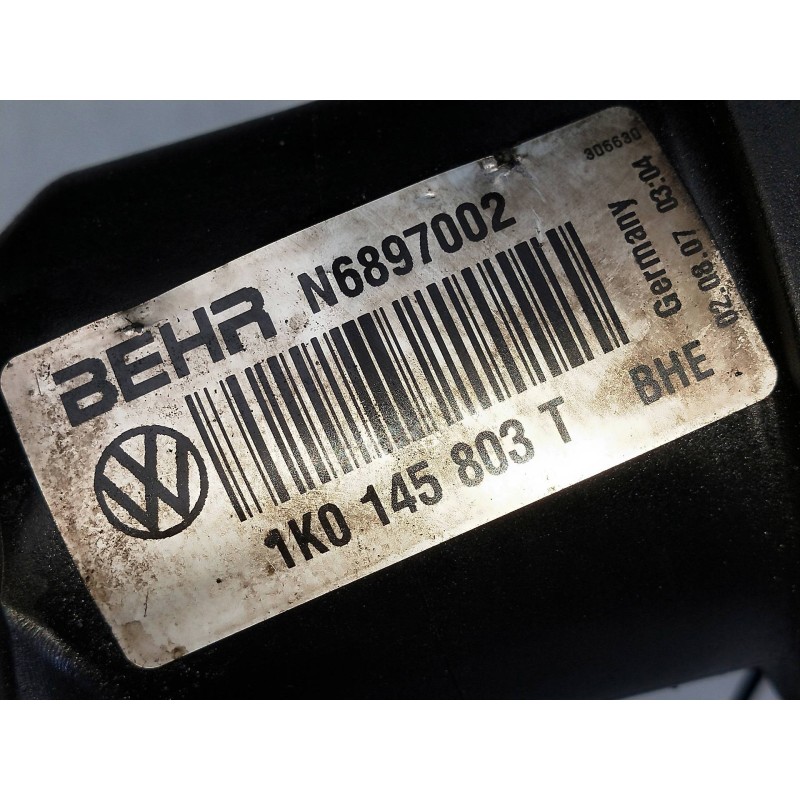 BEHR N6897002
1K0 145 803 T
306630
Germany
BHE
02.08.07 03:04